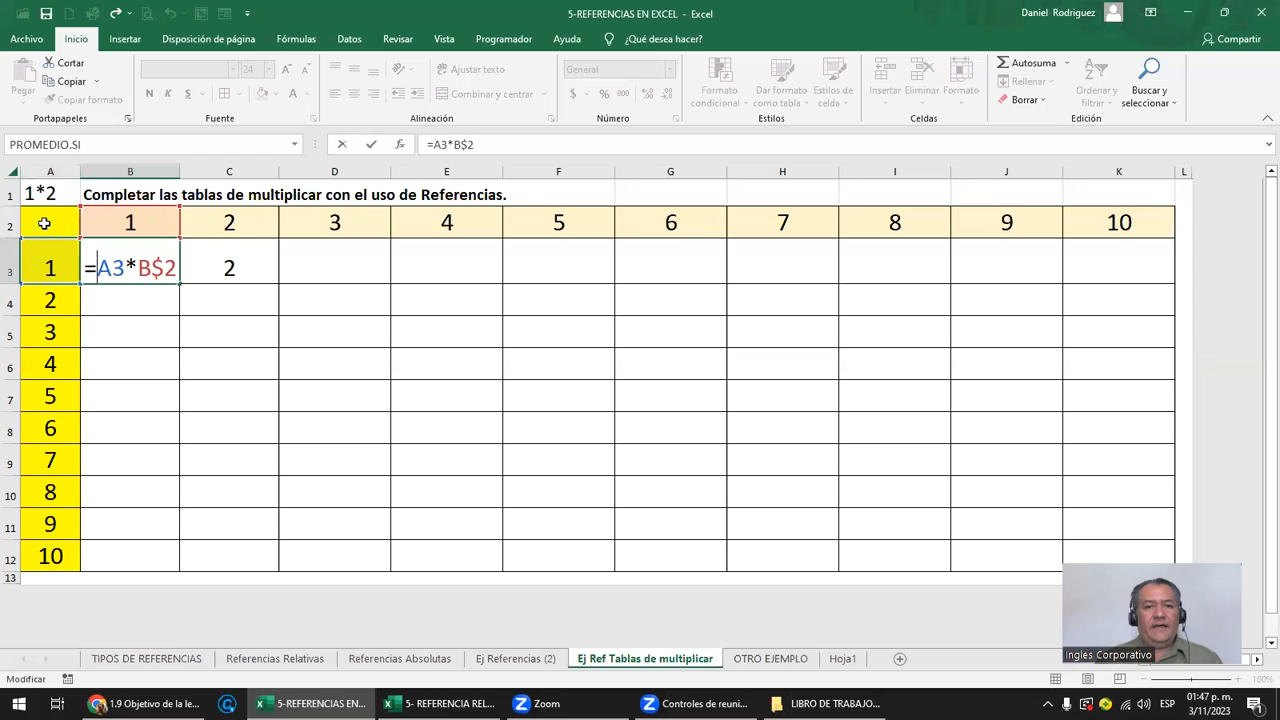 5-REFERENCIAS EN EXCEL - Excel
Daniel Rodriguez
Archivo Inicio Insertar Disposición de página Fórmulas Datos Revisar Vista Programador Ayuda ¿Qué desea hacer? Compartir
Pegar
Cortar
Copiar
Copiar formato
Portapapeles
24
N K S
Fuente
Ajustar texto
Combinar y centrar
Alineación
General
$ % 000
Número
Formato condicional
Dar formato como tabla
Estilos de celda
Estilos
Insertar Eliminar Formato
Celdas
Autosuma
Rellenar
Borrar
Ordenar y filtrar
Buscar y seleccionar
Edición
PROMEDIO.SI
fx
=A3*B$2
A B C D E F G H I J K L
1 1*2 Completar las tablas de multiplicar con el uso de Referencias.
2 1 2 3 4 5 6 7 8 9 10
3 1 =A3*B$2 2
4 2
5 3
6 4
7 5
8 6
9 7
10 8
11 9
12 10
13
Ingles Corporativo
TIPOS DE REFERENCIAS Referencias Relativas Referencias Absolutas Ej Referencias (2) Ej Ref Tablas de multiplicar OTRO EJEMPLO Hoja1
Modificar
100%
1.9 Objetivo de la le...
5-REFERENCIAS EN...
5- REFERENCIA REL...
Zoom
Controles de reuni...
LIBRO DE TRABAJO...
ESP
01:47 p. m.
3/11/2023